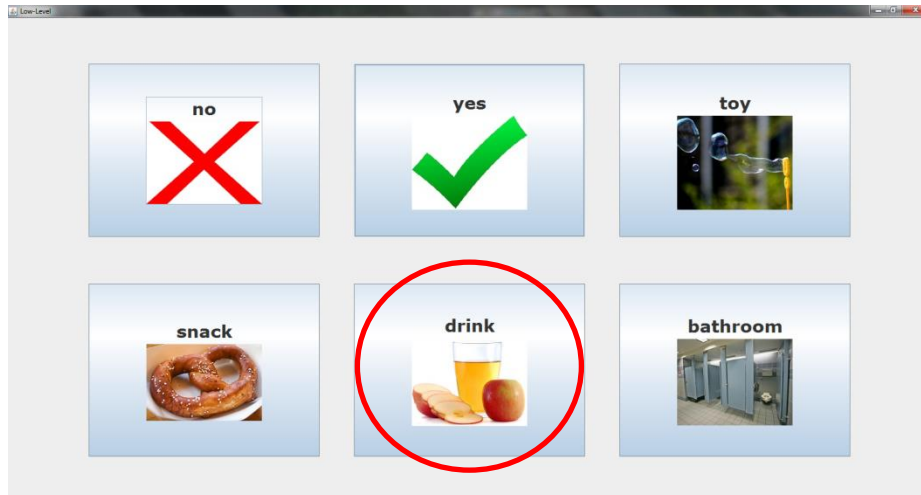 Low-Level
no
yes
toy
snack
drink
bathroom